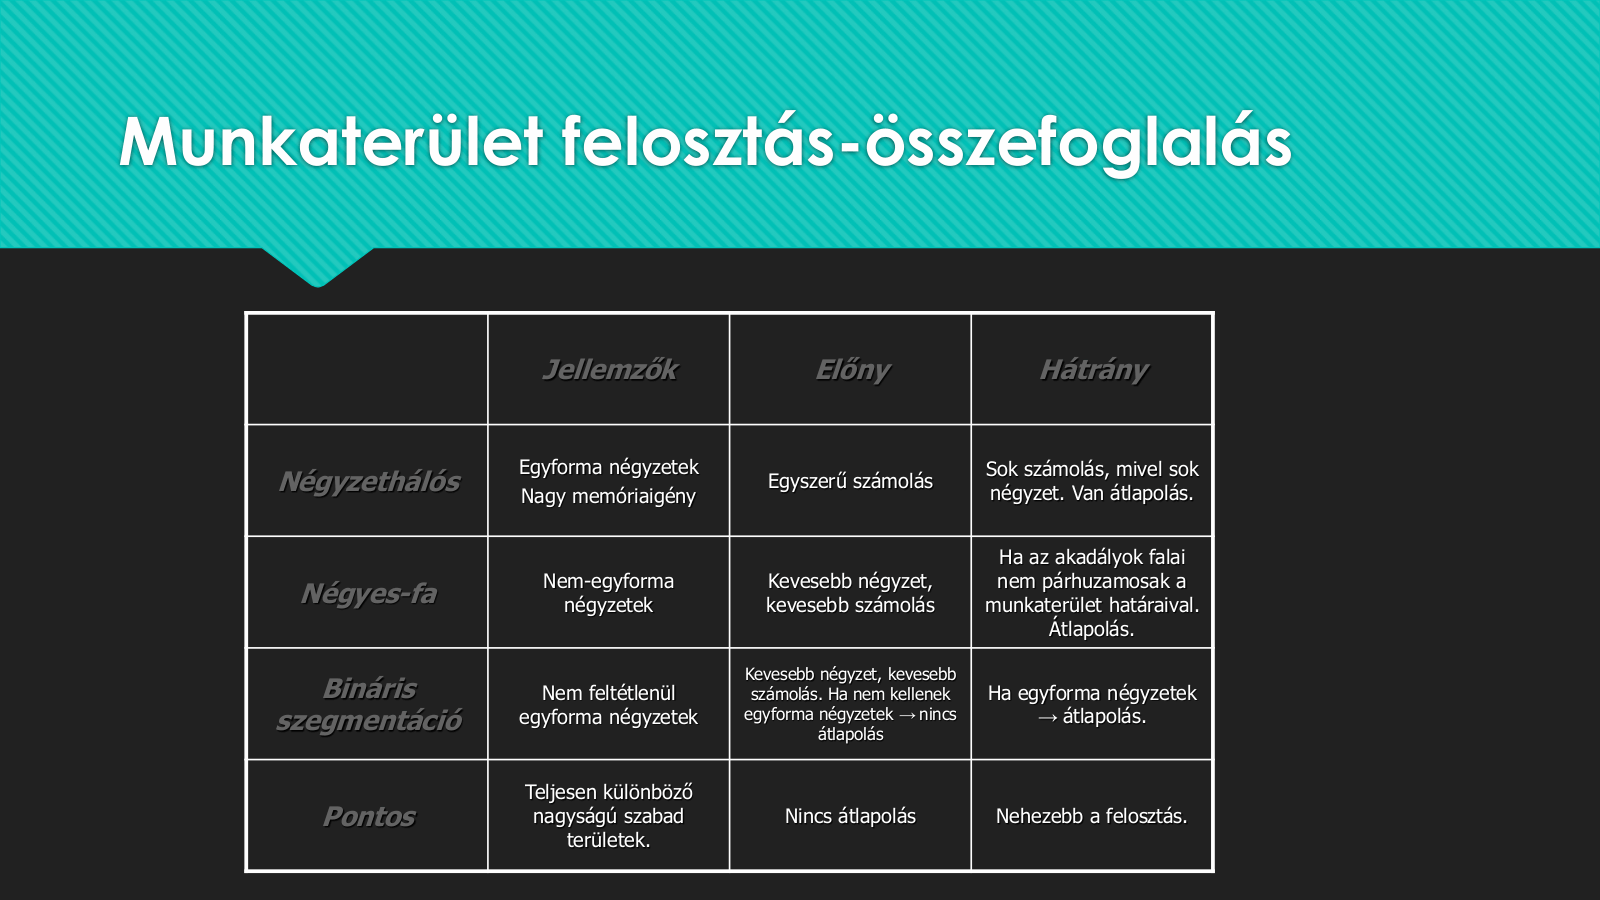 Munkaterület felosztás-összefoglalás
Jellemzők
Előny
Hátrány
Négyzethálós
Egyforma négyzetek
Nagy memóriaigény
Egyszerű számolás
Sok számolás, mivel sok
négyzet. Van átlapolás.
Négyes-fa
Nem-egyforma
négyzetek
Kevesebb négyzet,
kevesebb számolás
Ha az akadályok falai
nem párhuzamosak a
munkaterület határaival.
Átlapolás.
Bináris
szegmentáció
Nem feltétlenül
egyforma négyzetek
Kevesebb négyzet, kevesebb
számolás. Ha nem kellenek
egyforma négyzetek → nincs
átlapolás
Ha egyforma négyzetek
→ átlapolás.
Pontos
Teljesen különböző
nagyságú szabad
területek.
Nincs átlapolás
Nehezebb a felosztás.